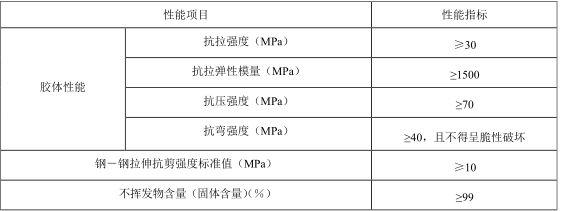 性能项目 性能指标
胶体性能 抗拉强度（MPa） ≥30
抗拉弹性模量（MPa） ≥1500
抗压强度（MPa） ≥70
抗弯强度（MPa） ≥40，且不得呈脆性破坏
钢－钢拉伸抗剪强度标准值（MPa） ≥10
不挥发物含量（固体含量）（%） ≥99